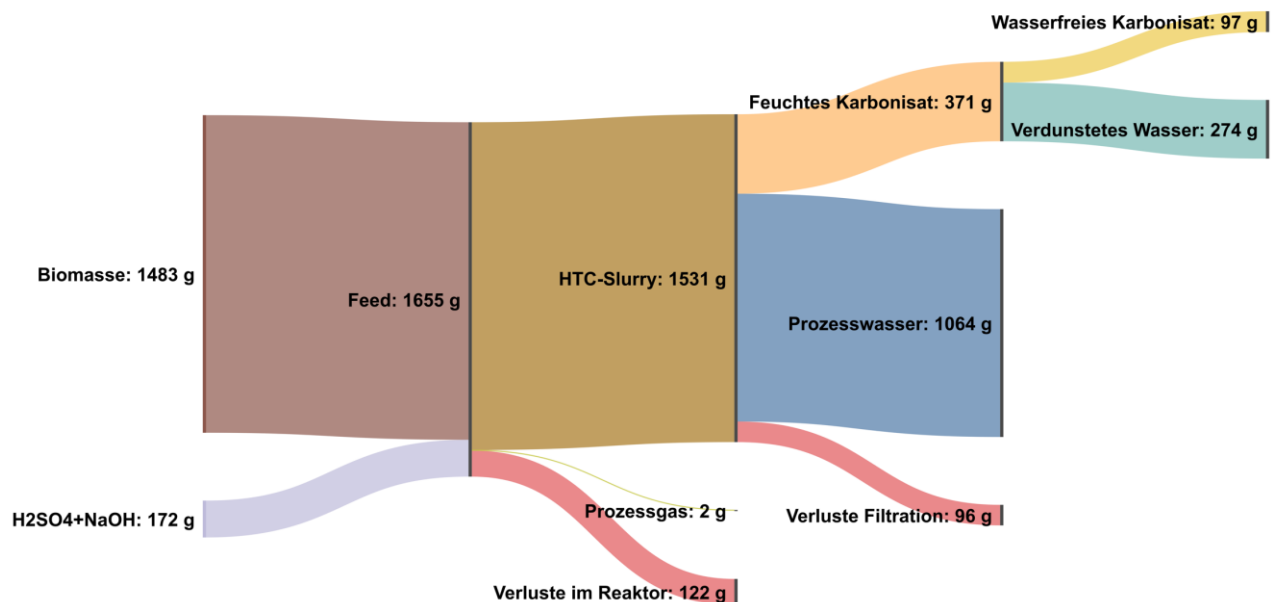 Wasserfreies Karbonisat: 97 g
Feuchtes Karbonisat: 371 g
Verdunstetes Wasser: 274 g
Biomasse: 1483 g
Feed: 1655 g
HTC-Slurry: 1531 g
Prozesswasser: 1064 g
H2SO4+NaOH: 172 g
Prozessgas: 2 g
Verluste Filtration: 96 g
Verluste im Reaktor: 122 g